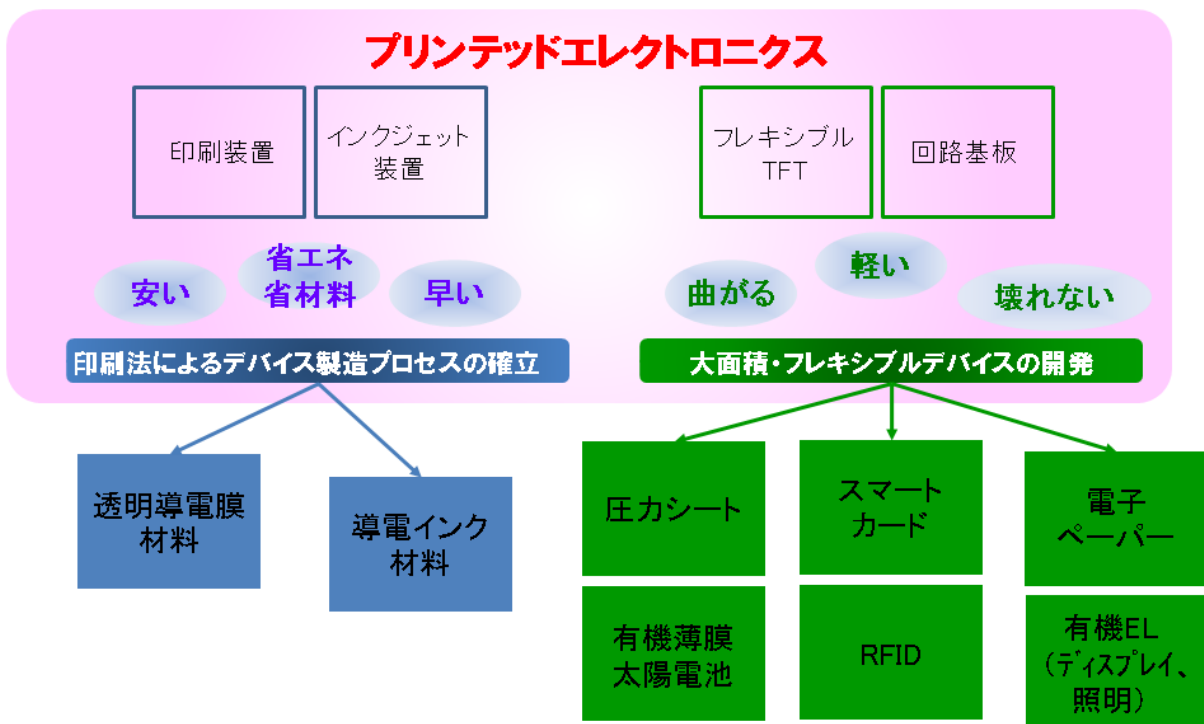 プリンテッドエレクトロニクス
印刷装置
インクジェット
装置
フレキシブル
TFT
回路基板
安い
省エネ
省材料
早い
曲がる
軽い
壊れない
印刷法によるデバイス製造プロセスの確立
大面積・フレキシブルデバイスの開発
透明導電膜
材料
導電インク
材料
圧力シート
スマート
カード
電子
ペーパー
有機薄膜
太陽電池
RFID
有機EL
（ディスプレイ、
照明）